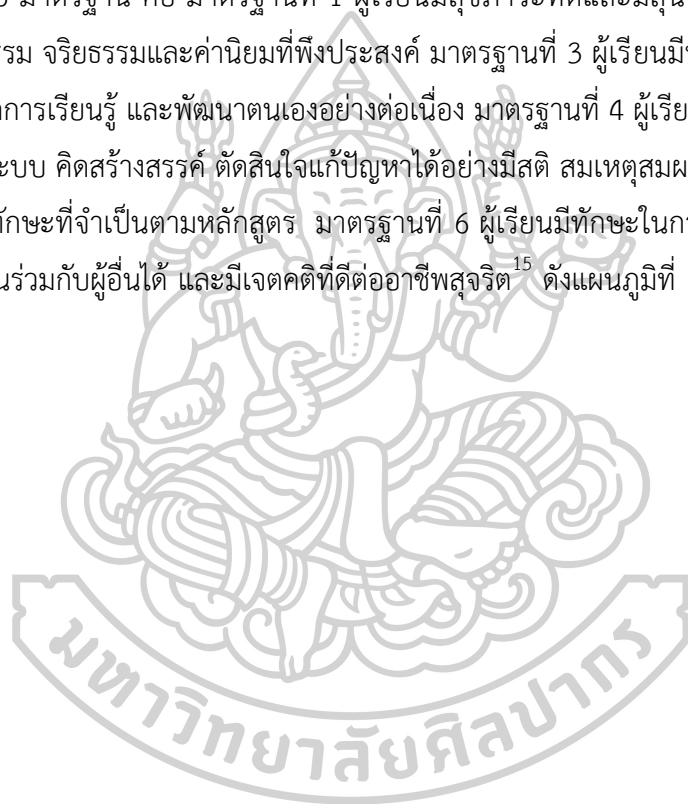 มาตรฐาน คือ มาตรฐานที่ 1 ผู้เรียนมีสุขภาวะที่ดีและมีสุน
รรม จริยธรรมและค่านิยมที่พึงประสงค์ มาตรฐานที่ 3 ผู้เรียนมี
การเรียนรู้ และพัฒนาตนเองอย่างต่อเนื่อง มาตรฐานที่ 4 ผู้เรีย
ะบบ คิดสร้างสรรค์ ตัดสินใจแก้ปัญหาได้อย่างมีสติ สมเหตุสมผ
ักษะที่จำเป็นตามหลักสูตร มาตรฐานที่ 6 ผู้เรียนมีทักษะในกา
นร่วมกับผู้อื่นได้ และมีเจตคติที่ดีต่ออาชีพสุจริต15 ดังแผนภูมิที่
มหาวิทยาลัยศิลปากร